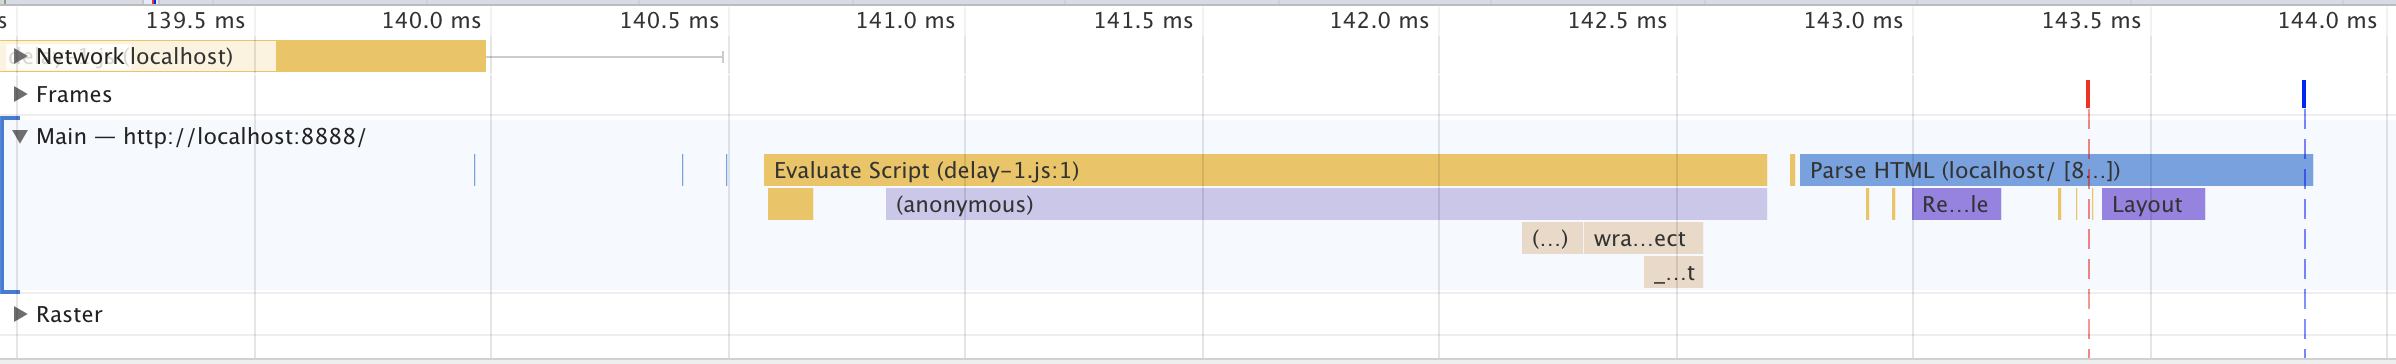 s 139.5 ms 140.0 ms 140.5 ms 141.0 ms 141.5 ms 142.0 ms 142.5 ms 143.0 ms 143.5 ms 144.0 ms
Network (localhost)
Frames
Main — http://localhost:8888/
Evaluate Script (delay-1.js:1) Parse HTML (localhost/ [8…])
(anonymous) Re…le Layout
(…) wra…ect
_…t
Raster